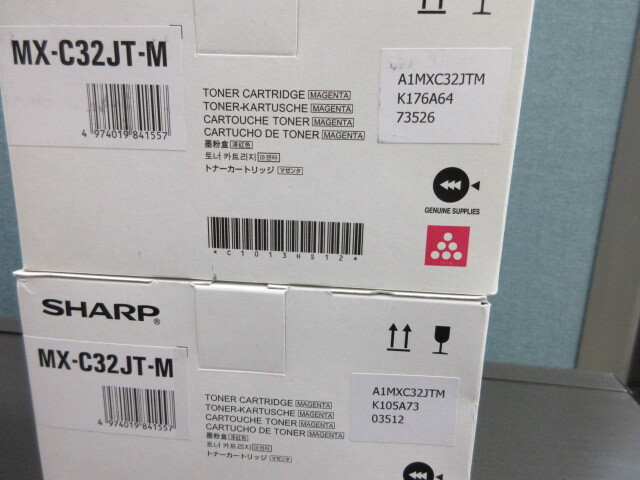 MX-C32JT-M
4 974019 841557
TONER CARTRIDGE MAGENTA
TONER-KARTUSCHE MAGENTA
CARTOUCHE TONER MAGENTA
CARTUCHO DE TONER MAGENTA
墨粉盒 洋红色
토너 카트리지 마젠타
トナーカートリッジ マゼンタ
A1MXC32JTM
K176A64
73526
GENUINE SUPPLIES
*C1013HS12*
SHARP®
MX-C32JT-M
4 974019 841557
TONER CARTRIDGE MAGENTA
TONER-KARTUSCHE MAGENTA
CARTOUCHE TONER MAGENTA
CARTUCHO DE TONER MAGENTA
墨粉盒 洋红色
토너 카트리지 마젠타
トナーカートリッジ マゼンタ
A1MXC32JTM
K105A73
03512